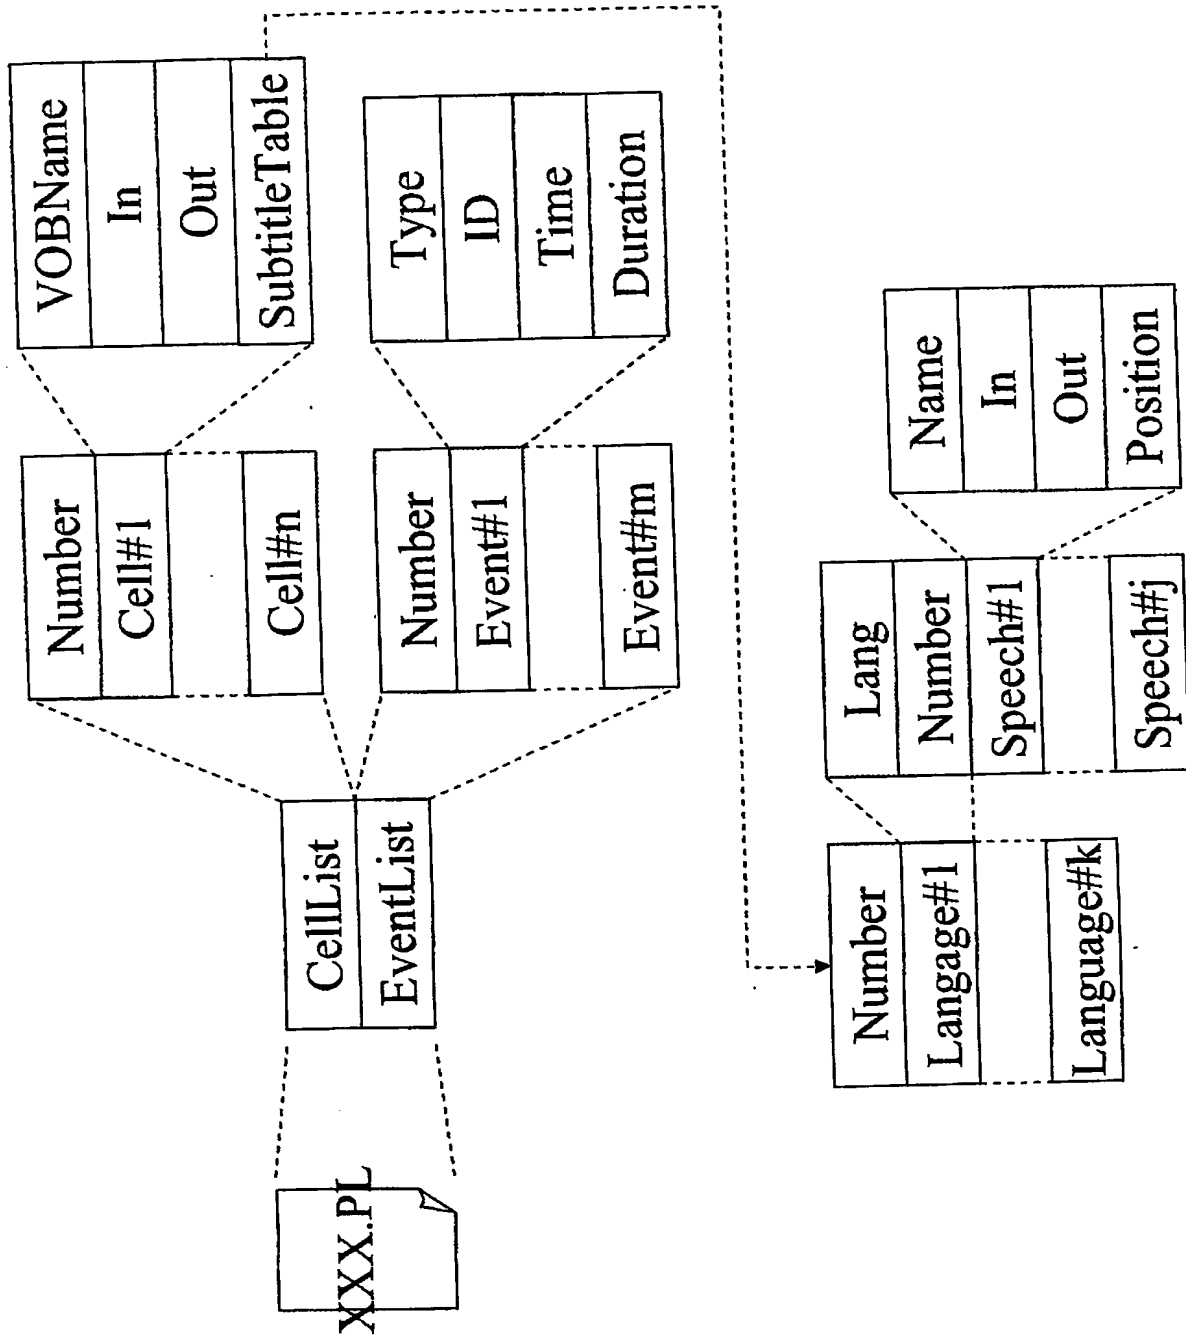 XXX.PL
CellList
EventList
Number
Cell#1
Cell#n
VOBName
In
Out
SubtitleTable
Number
Event#1
Event#m
Type
ID
Time
Duration
Number
Langage#1
Language#k
Lang
Number
Speech#1
Speech#j
Name
In
Out
Position